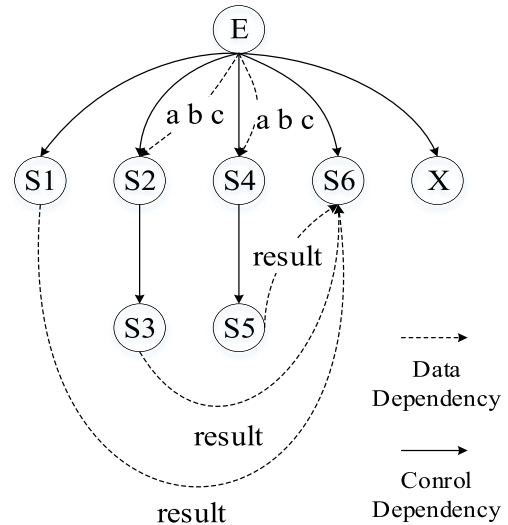 E
a b c
a b c
S1
S2
S4
S6
X
result
S3
S5
Data
Dependency
result
Conrol
Dependency
result